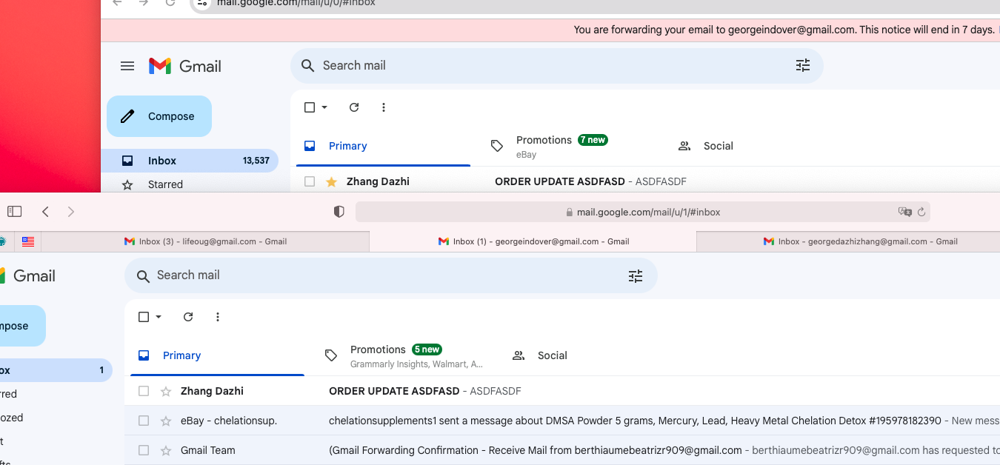 mail.google.com/mail/u/0/#inbox
You are forwarding your email to georgeindover@gmail.com. This notice will end in 7 days.
Gmail
Search mail
Compose
Primary
Promotions 7 new
eBay
Social
Inbox 13,537
Zhang Dazhi ORDER UPDATE ASDFASD - ASDFASDF
Starred
mail.google.com/mail/u/1/#inbox
Inbox (3) - lifeoug@gmail.com - Gmail
Inbox (1) - georgeindover@gmail.com - Gmail
Inbox - georgedazhizhang@gmail.com - Gmail
Gmail
Search mail
mpose
Primary
Promotions 5 new
Grammarly Insights, Walmart, A...
Social
ox 1
Zhang Dazhi ORDER UPDATE ASDFASD - ASDFASDF
rred
eBay - chelationsup. chelationsupplements1 sent a message about DMSA Powder 5 grams, Mercury, Lead, Heavy Metal Chelation Detox #195978182390 - New mess
ozed
t
Gmail Team (Gmail Forwarding Confirmation - Receive Mail from berthiaumebeatrizr909@gmail.com - berthiaumebeatrizr909@gmail.com has requested to